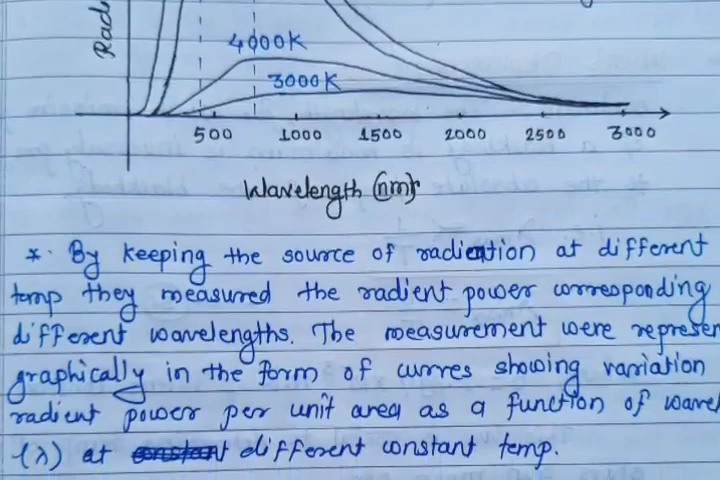 Rad
4000K
3000K
500 1000 1500 2000 2500 3000
Wavelength (nm)
* By keeping the source of radiention at different
temp they measured the radient power corresponding
different wavelengths. The measurement were represen
graphically in the form of curves showing variation
radient power per unit area as a function of wavel
(λ) at constant different constant temp.